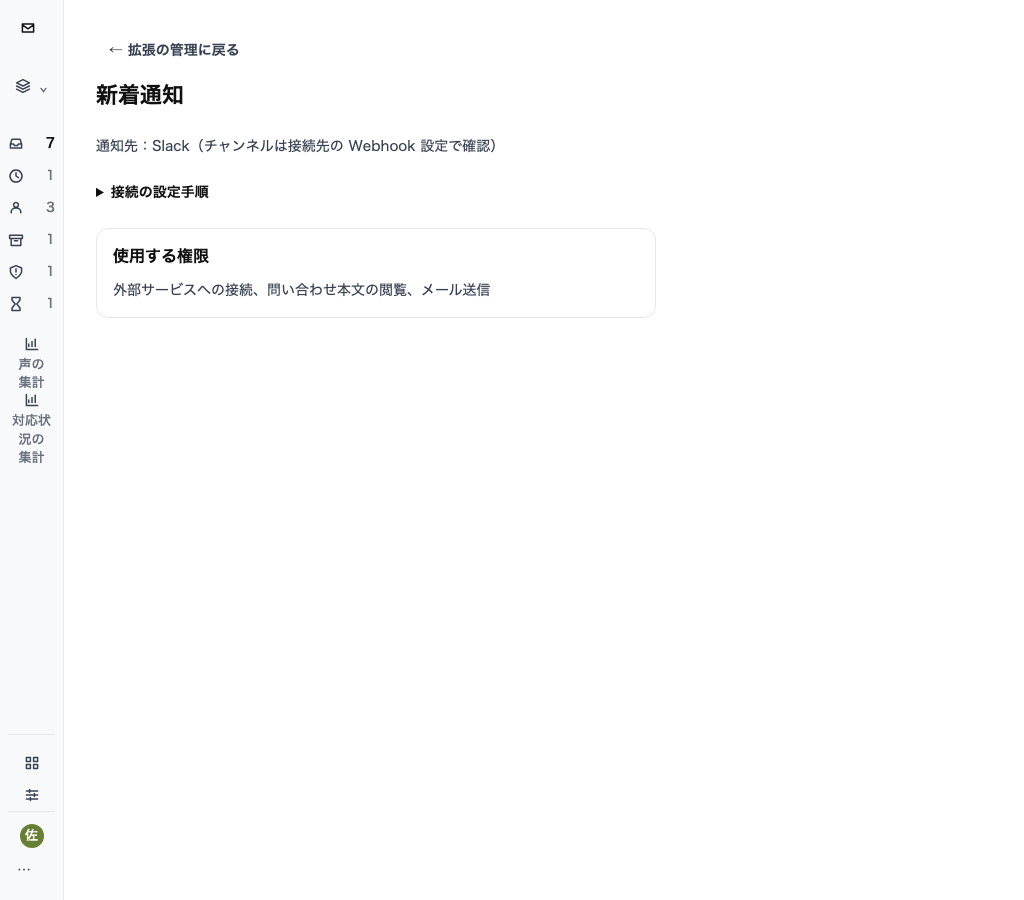 ← 拡張の管理に戻る
新着通知
通知先：Slack（チャンネルは接続先の Webhook 設定で確認）
▶ 接続の設定手順
使用する権限
外部サービスへの接続、問い合わせ本文の閲覧、メール送信
7
1
3
1
1
1
声の
集計
対応状
況の
集計
佐
…